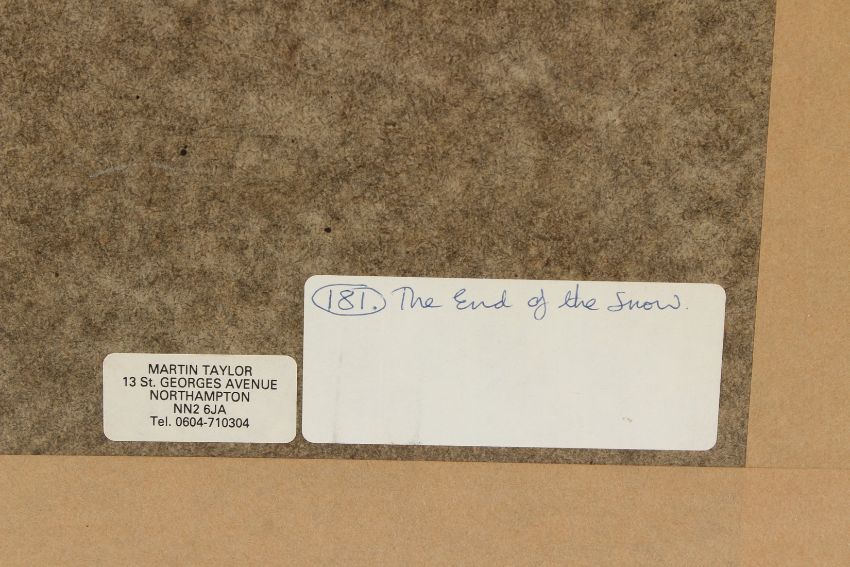 181. The End of the Snow.
MARTIN TAYLOR
13 St. GEORGES AVENUE
NORTHAMPTON
NN2 6JA
Tel. 0604-710304